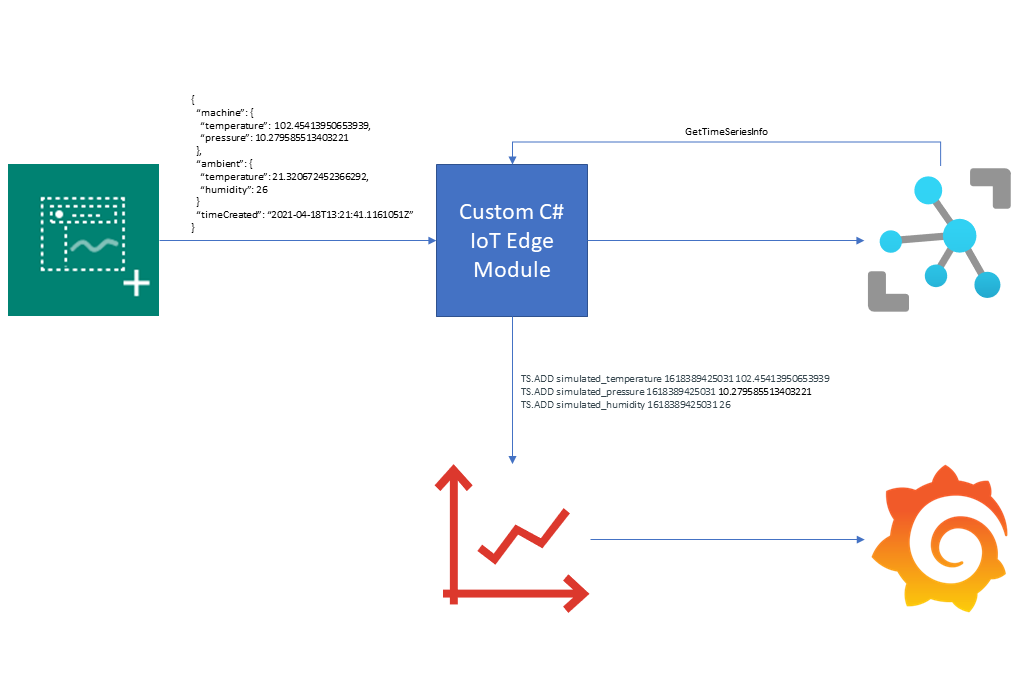 {
"machine": {
"temperature": 102.45413950653939,
"pressure": 10.279585513403221
},
"ambient": {
"temperature": 21.320672452366292,
"humidity": 26
}
"timeCreated": "2021-04-18T13:21:41.1161051Z"
}
GetTimeSeriesInfo
Custom C#
IoT Edge
Module
TS.ADD simulated_temperature 1618389425031 102.45413950653939
TS.ADD simulated_pressure 1618389425031 10.279585513403221
TS.ADD simulated_humidity 1618389425031 26